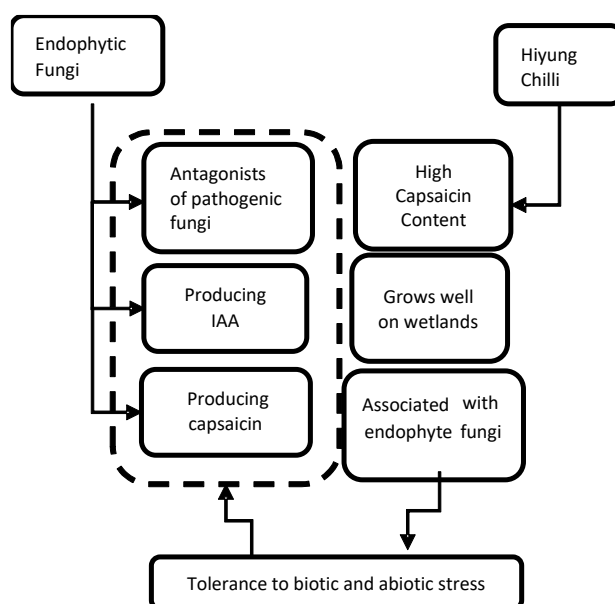 Endophytic
Fungi
Hiyung
Chilli
Antagonists
of pathogenic
fungi
High
Capsaicin
Content
Producing
IAA
Grows well
on wetlands
Producing
capsaicin
Associated with
endophyte fungi
Tolerance to biotic and abiotic stress